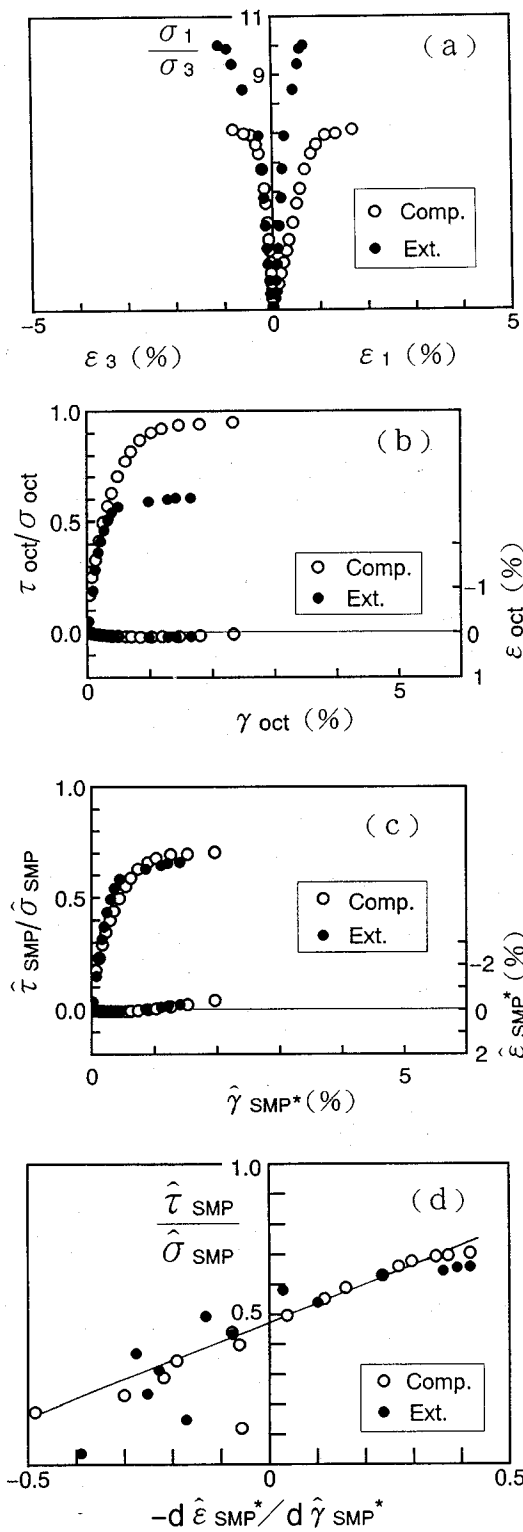 11
σ1
σ3
(a)
9
Comp.
Ext.
-5
0
5
ε3 (%)
ε1 (%)
1.0
(b)
τoct/σoct
0.5
Comp.
Ext.
-1
εoct (%)
0.0
0
1
0
5
γoct (%)
1.0
(c)
τ̂SMP/σ̂SMP
0.5
Comp.
Ext.
-2
ε̂SMP* (%)
0.0
0
2
0
5
γ̂SMP* (%)
1.0
τ̂SMP
σ̂SMP
(d)
0.5
Comp.
Ext.
-0.5
0
0.5
-dε̂SMP*/dγ̂SMP*